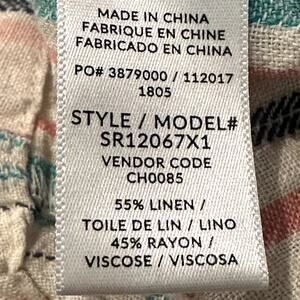 MADE IN CHINA
FABRIQUE EN CHINE
FABRICADO EN CHINA
PO# 3879000 / 112017
1805
STYLE / MODEL#
SR12067X1
VENDOR CODE
CH0085
55% LINEN /
TOILE DE LIN / LINO
45% RAYON /
VISCOSE / VISCOSA